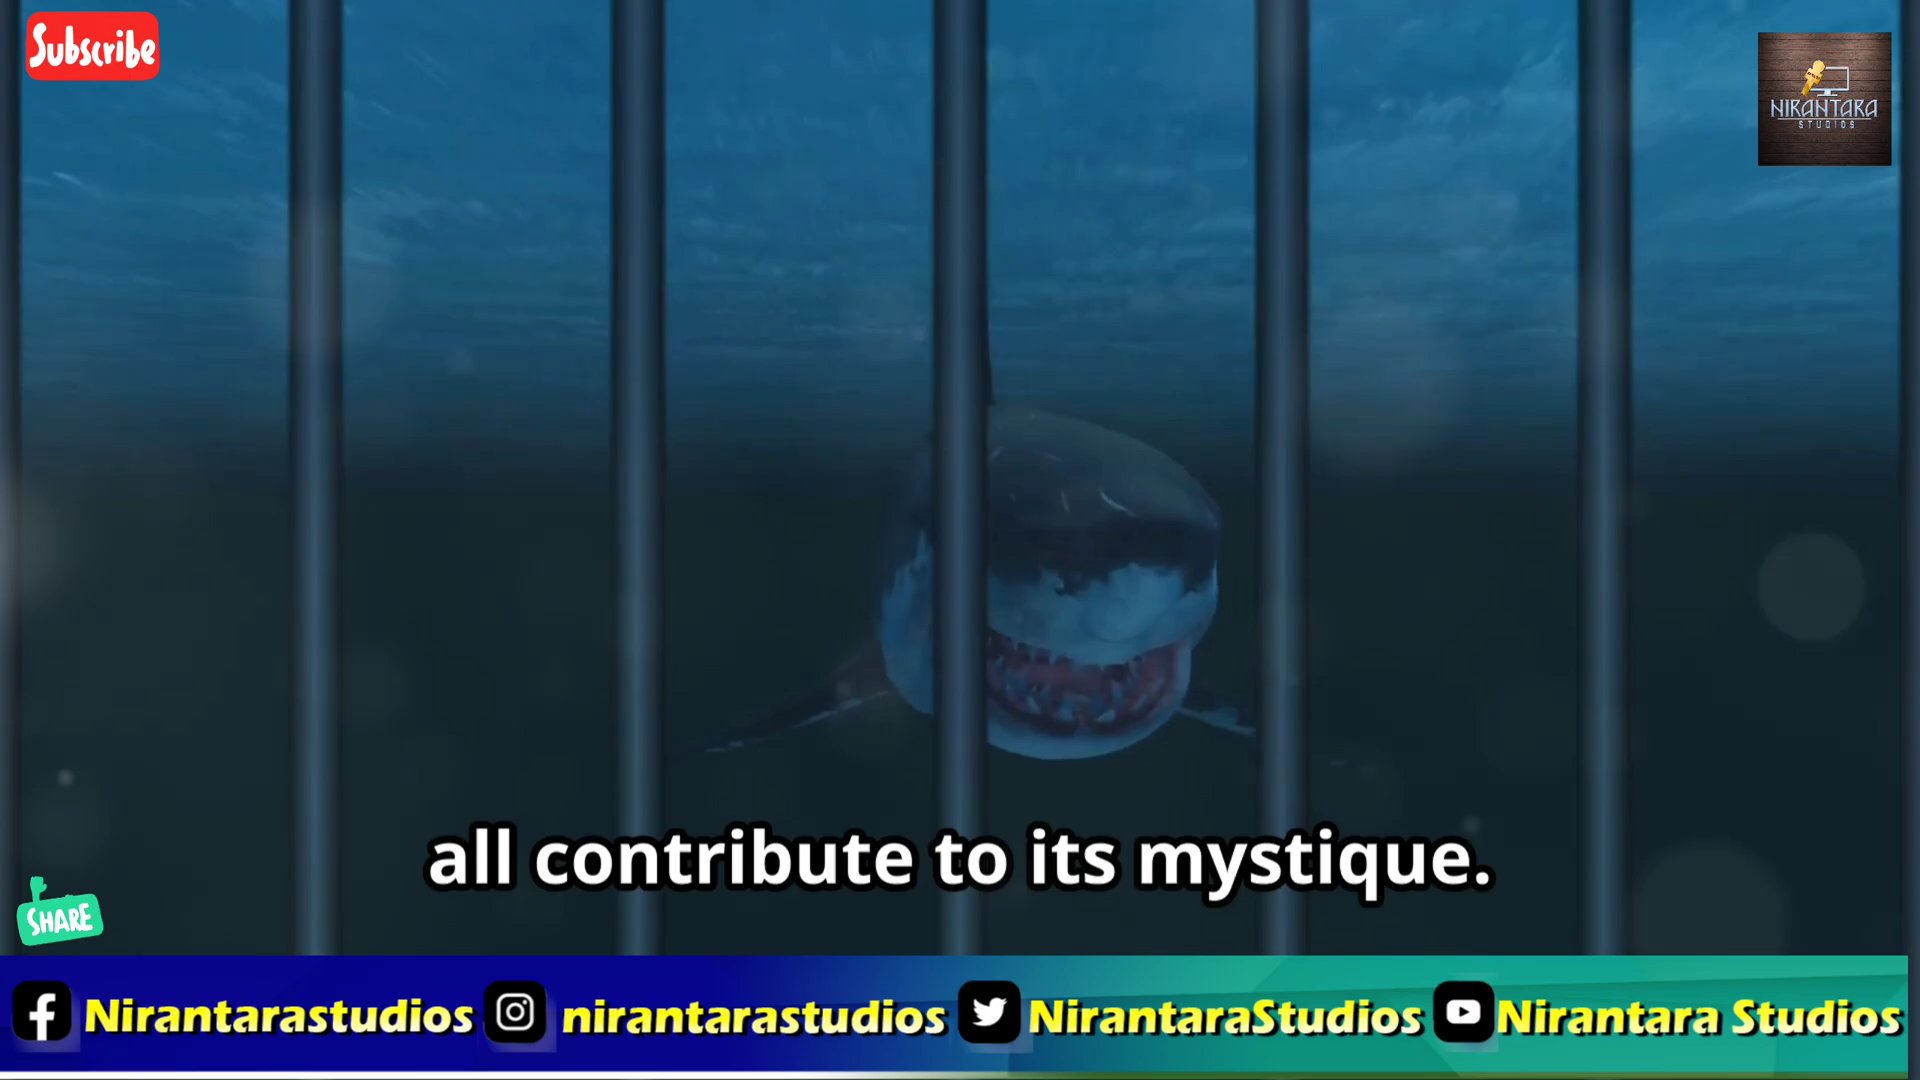 Subscribe
NIRANTARA
STUDIOS
all contribute to its mystique.
SHARE
Nirantarastudios
nirantarastudios
NirantaraStudios
Nirantara Studios